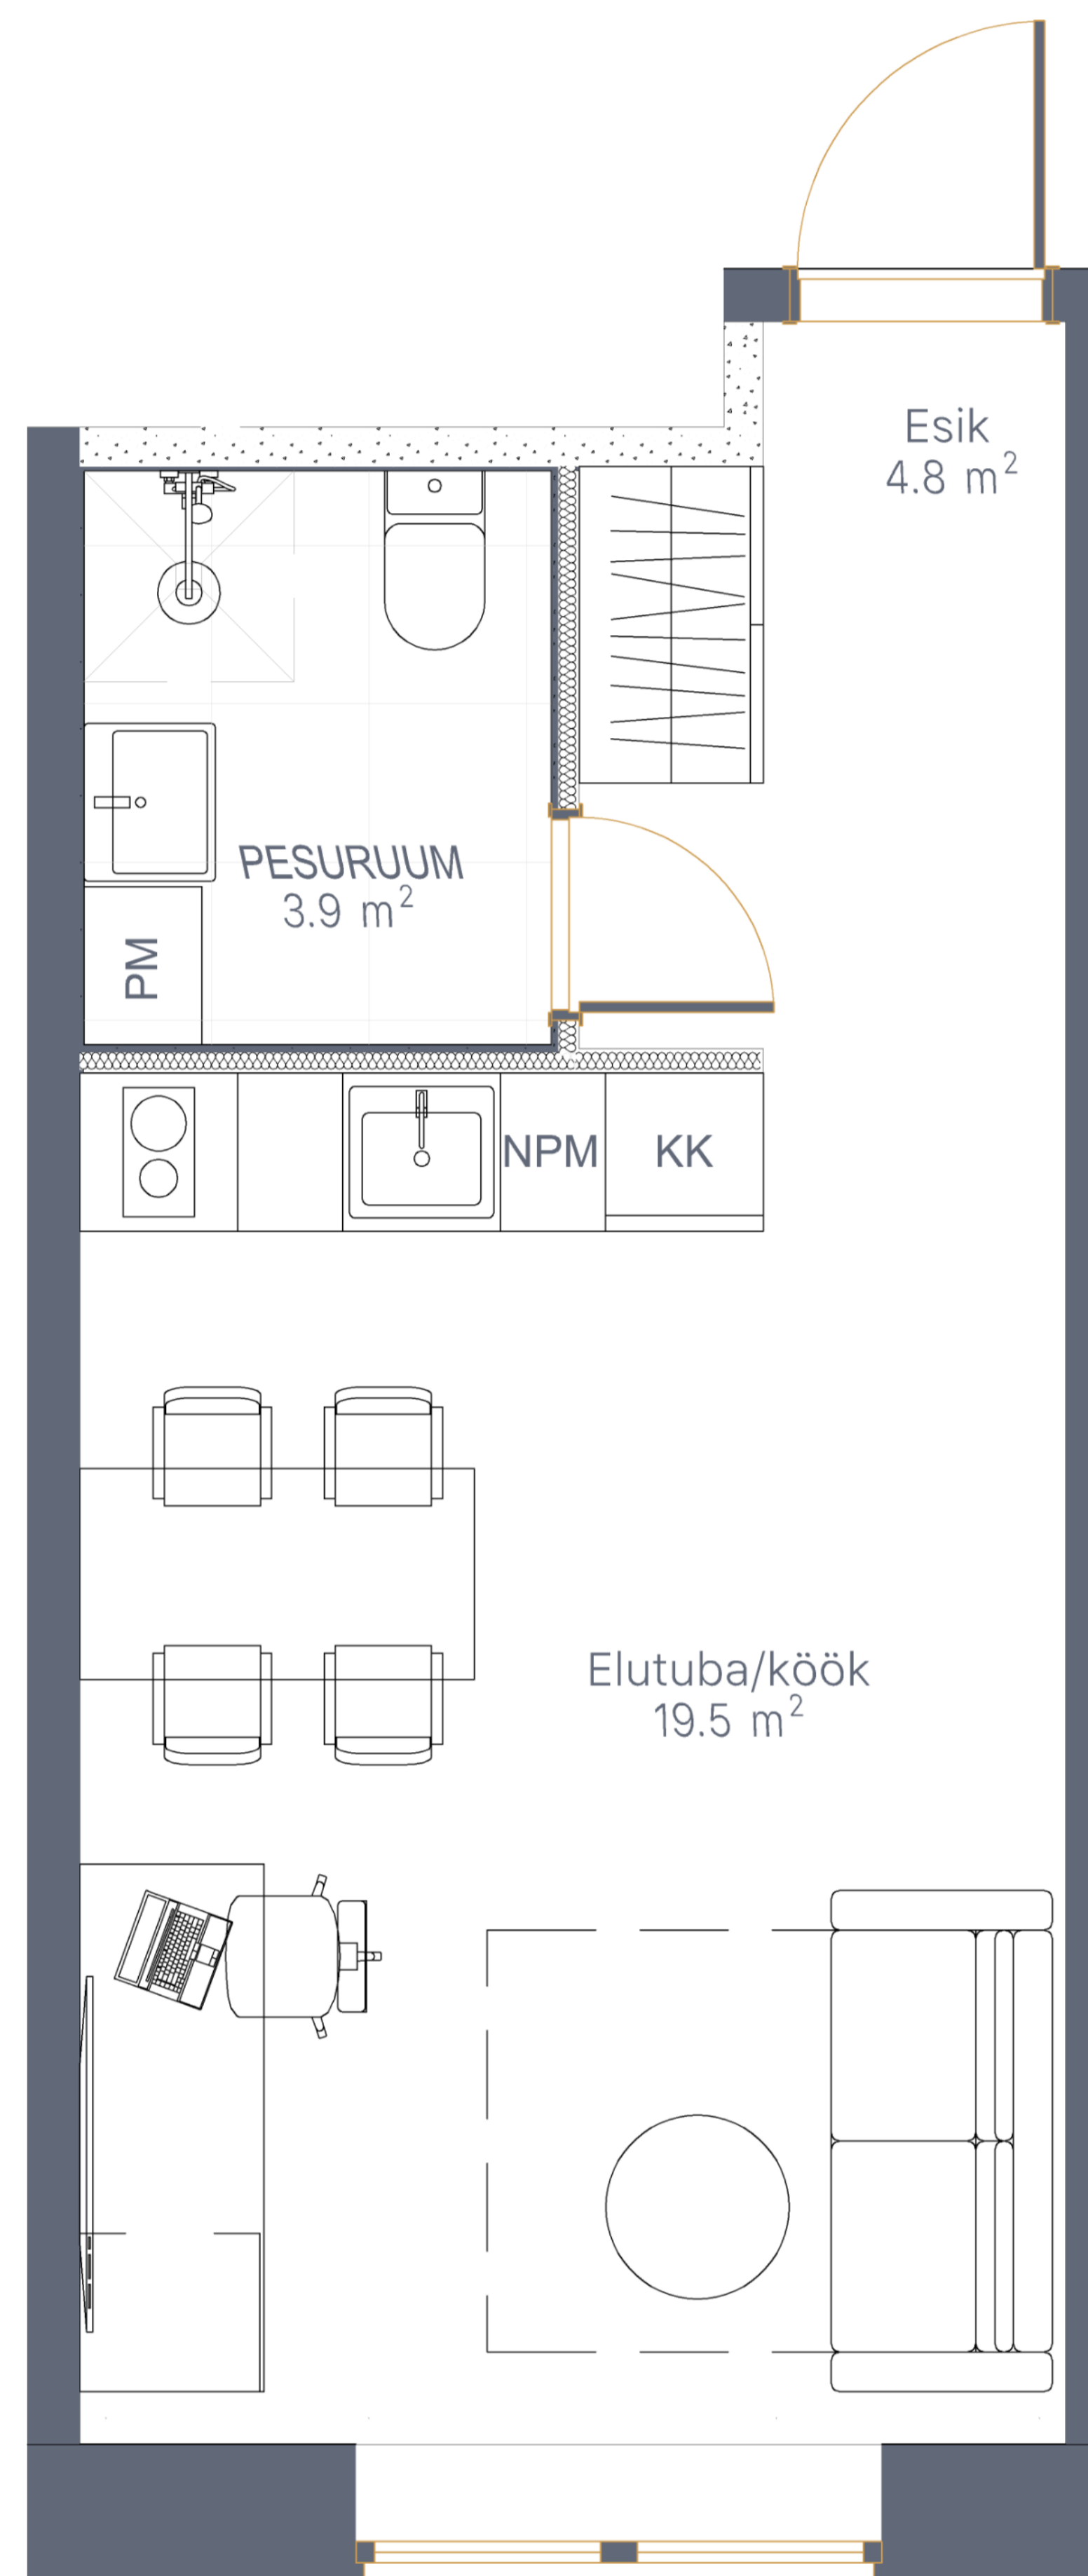 Esik
4.8 m²
PESURUUM
3.9 m²
PM
NPM
KK
Elutuba/köök
19.5 m²